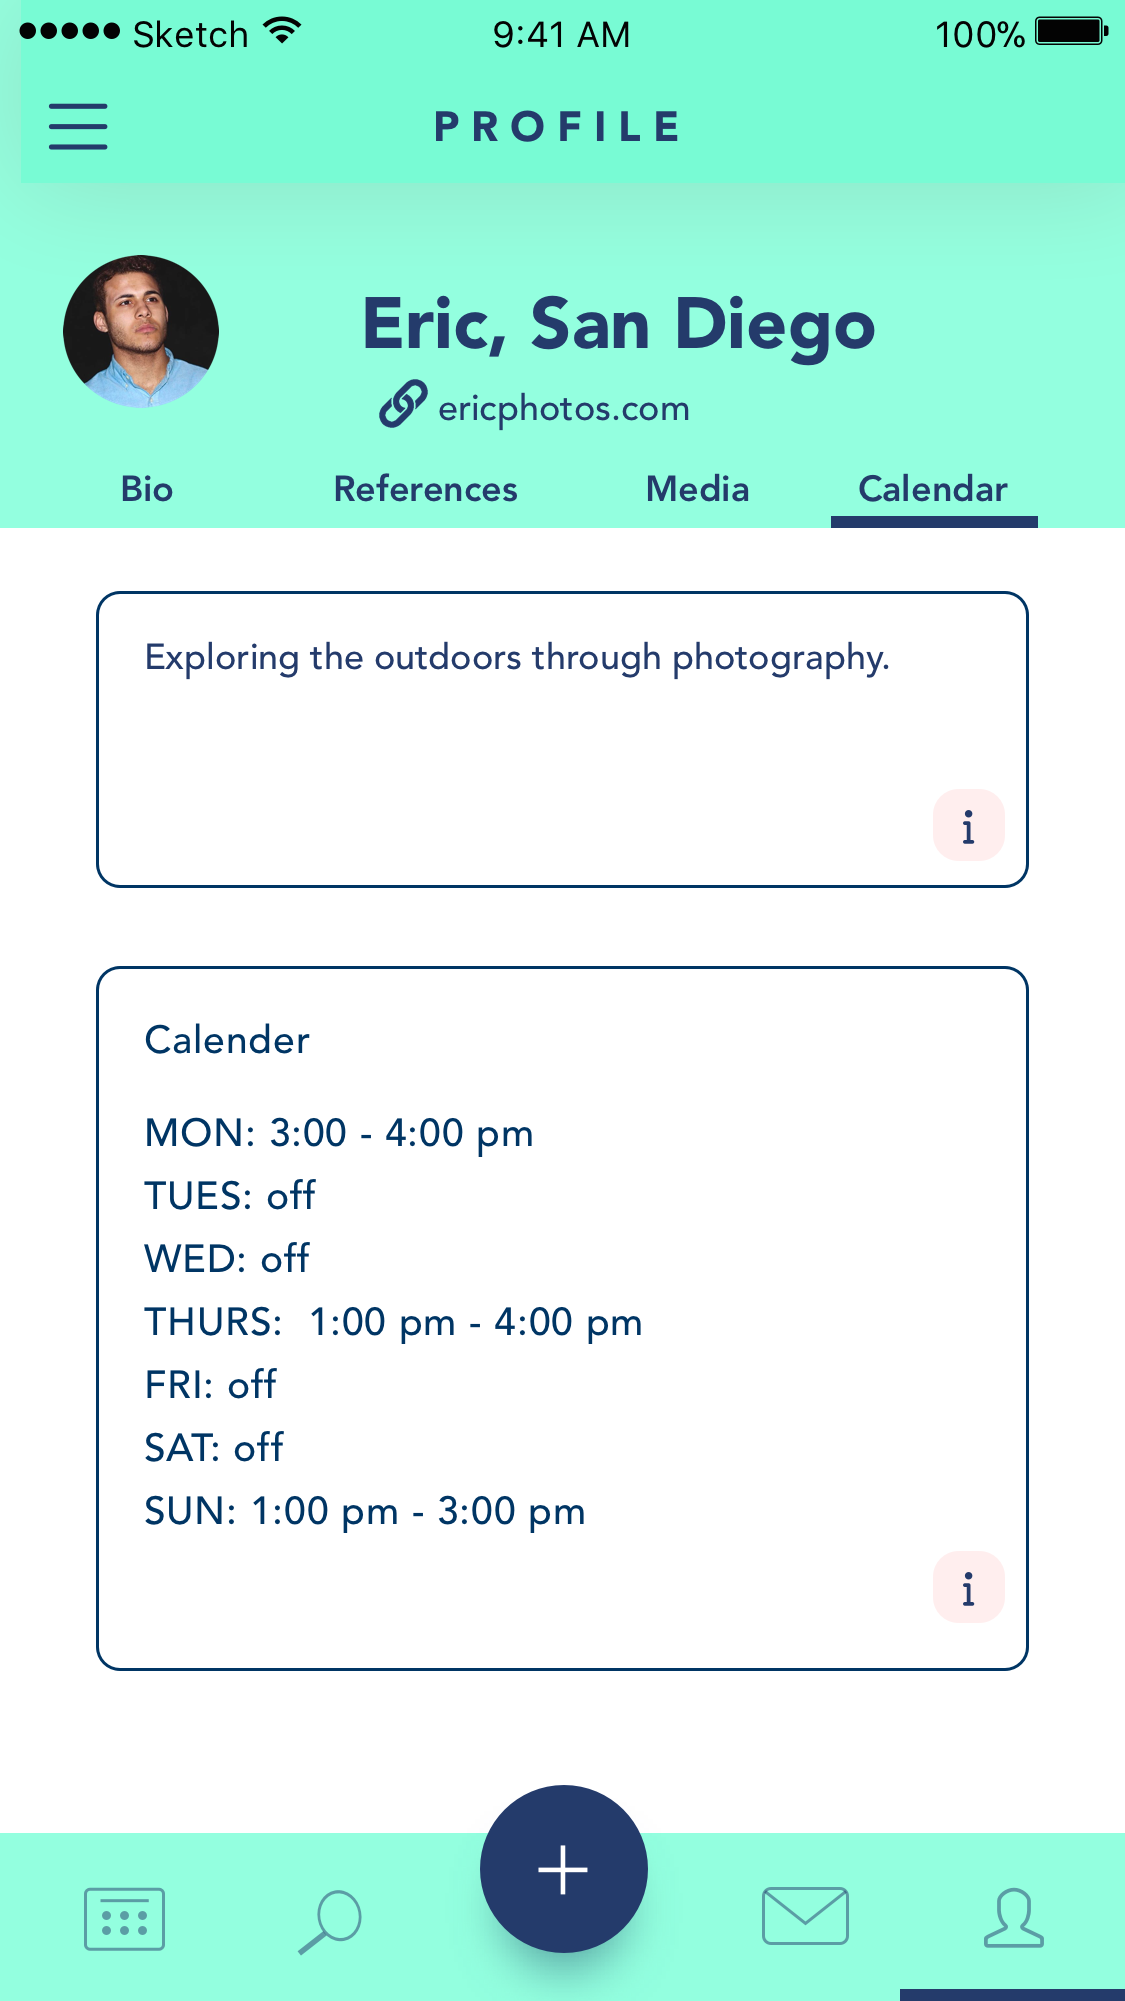 Sketch 9:41 AM 100%
PROFILE
Eric, San Diego
ericphotos.com
Bio References Media Calendar
Exploring the outdoors through photography.
i
Calender
MON: 3:00 - 4:00 pm
TUES: off
WED: off
THURS:  1:00 pm - 4:00 pm
FRI: off
SAT: off
SUN: 1:00 pm - 3:00 pm
i